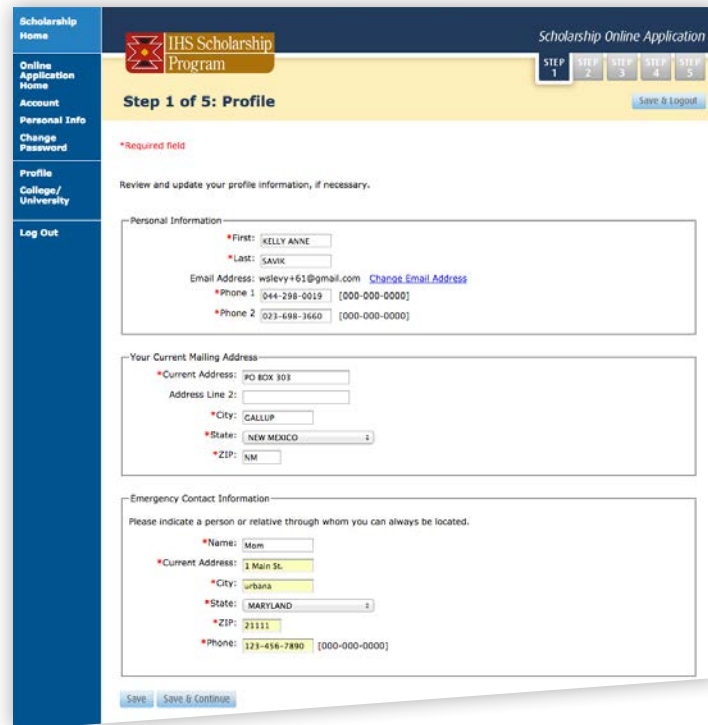 Scholarship
Home
Online
Application
Home
Account
Personal Info
Change
Password
Profile
College/
University
Log Out
IHS Scholarship
Program
Scholarship Online Application
STEP
1
STEP
2
STEP
3
STEP
4
STEP
5
Step 1 of 5: Profile
Save & Logout
*Required field
Review and update your profile information, if necessary.
Personal Information
*First: KELLY ANNE
*Last: SAVIK
Email Address: wslevy+61@gmail.com Change Email Address
*Phone 1 044-298-0019 [000-000-0000]
*Phone 2 023-698-3660 [000-000-0000]
Your Current Mailing Address
*Current Address: PO BOX 303
Address Line 2:
*City: GALLUP
*State: NEW MEXICO
*ZIP: NM
Emergency Contact Information
Please indicate a person or relative through whom you can always be located.
*Name: Mom
*Current Address: 1 Main St.
*City: urbana
*State: MARYLAND
*ZIP: 21111
*Phone: 123-456-7890 [000-000-0000]
Save Save & Continue